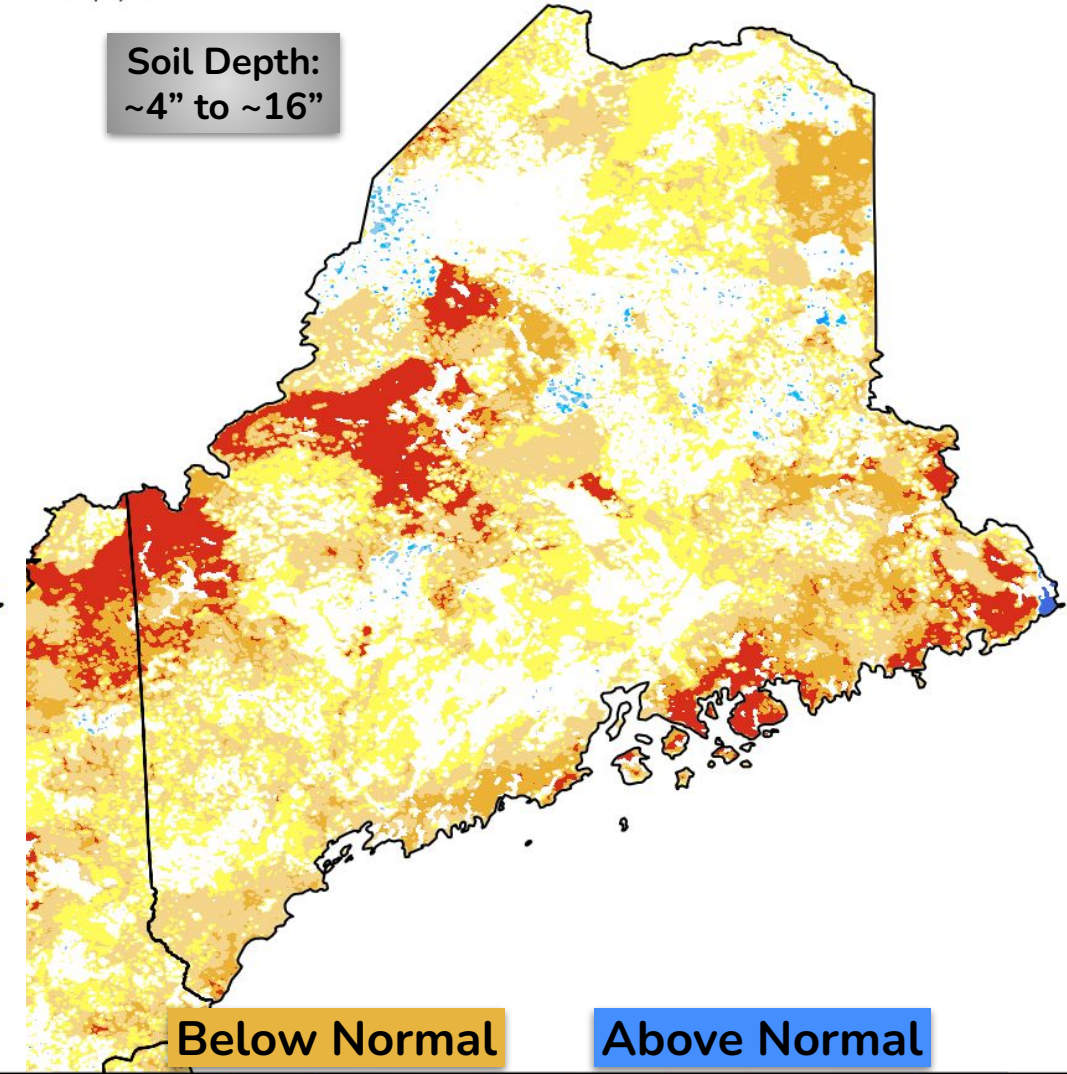 Soil Depth:
~4” to ~16”
Below Normal
Above Normal